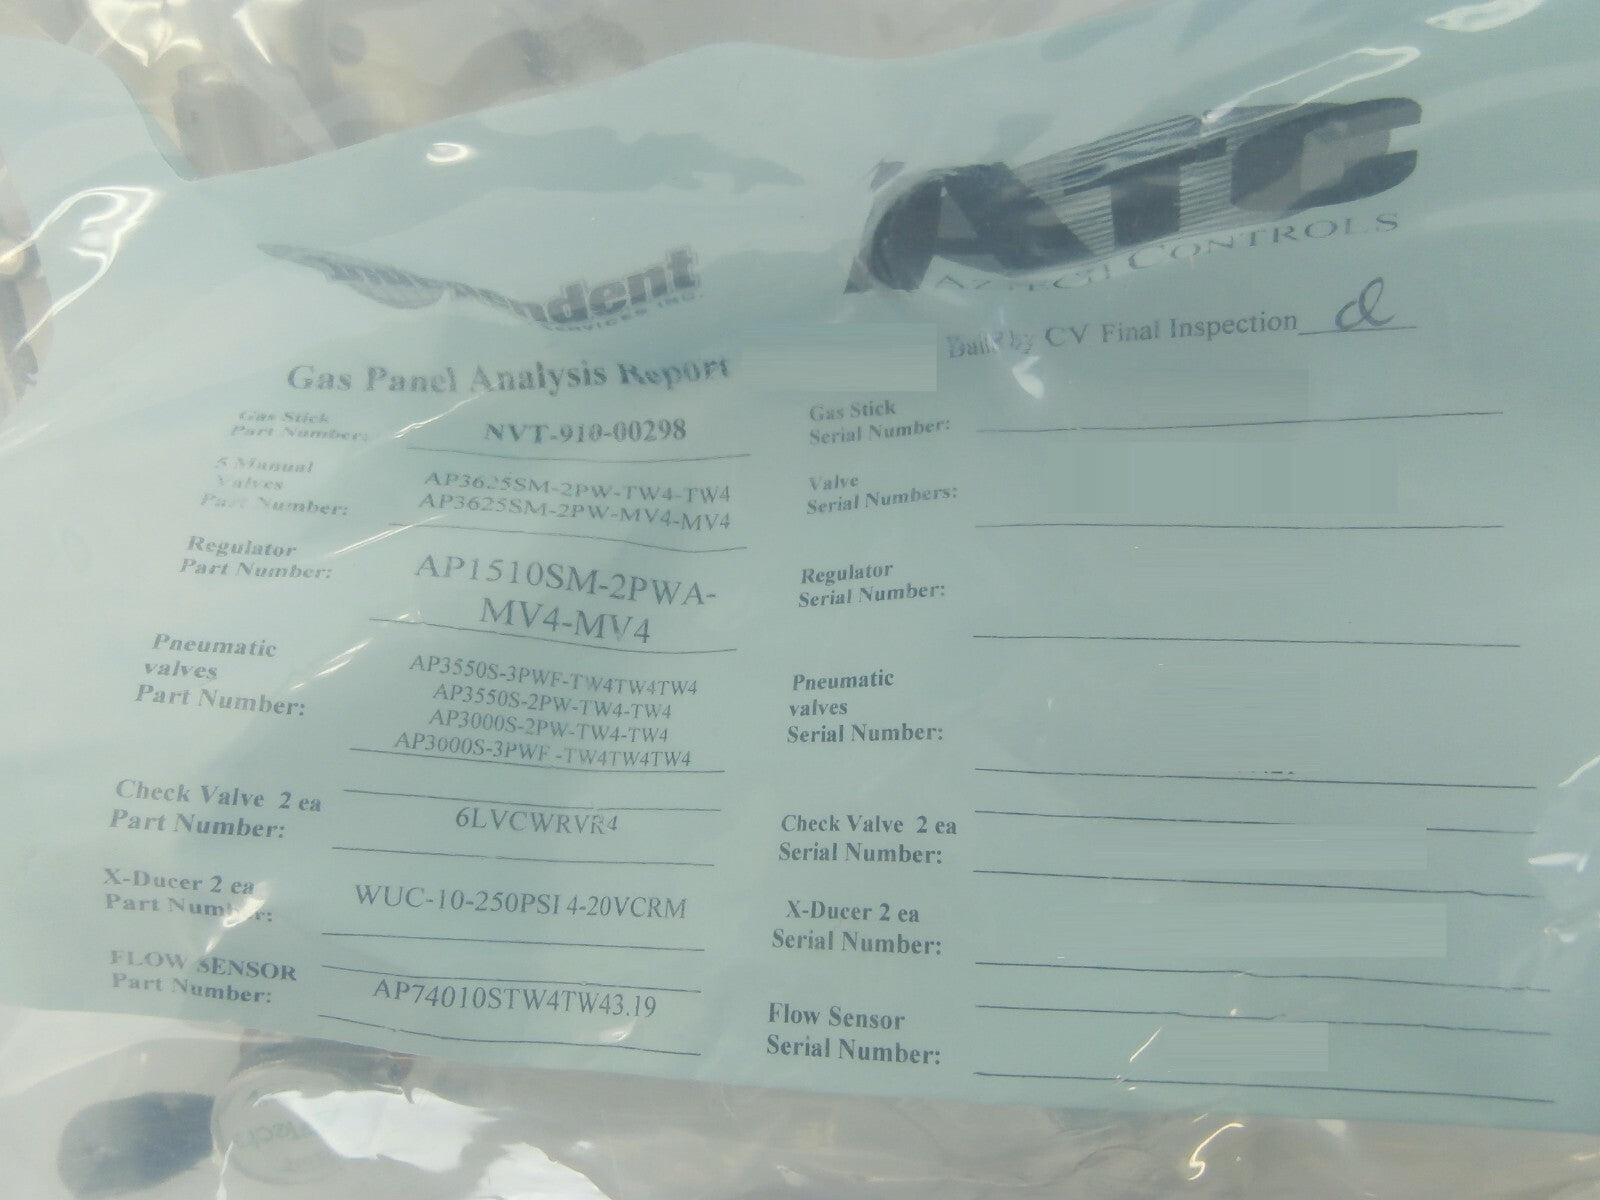 Independent
SERVICES INC.
ATC
AZTECH CONTROLS
Gas Panel Analysis Report
Built by CV Final Inspection
Gas Stick
Part Number:
NVT-910-00298
5 Manual
Valves
Part Number:
AP3625SM-2PW-TW4-TW4
AP3625SM-2PW-MV4-MV4
Regulator
Part Number:
AP1510SM-2PWA-
MV4-MV4
Pneumatic
valves
Part Number:
AP3550S-3PWF-TW4TW4TW4
AP3550S-2PW-TW4-TW4
AP3000S-2PW-TW4-TW4
AP3000S-3PWF -TW4TW4TW4
Check Valve 2 ea
Part Number:
6LVCWRVR4
X-Ducer 2 ea
Part Number:
WUC-10-250PSI 4-20VCRM
FLOW SENSOR
Part Number:
AP74010STW4TW43.19
Gas Stick
Serial Number:
Valve
Serial Numbers:
Regulator
Serial Number:
Pneumatic
valves
Serial Number:
Check Valve 2 ea
Serial Number:
X-Ducer 2 ea
Serial Number:
Flow Sensor
Serial Number: